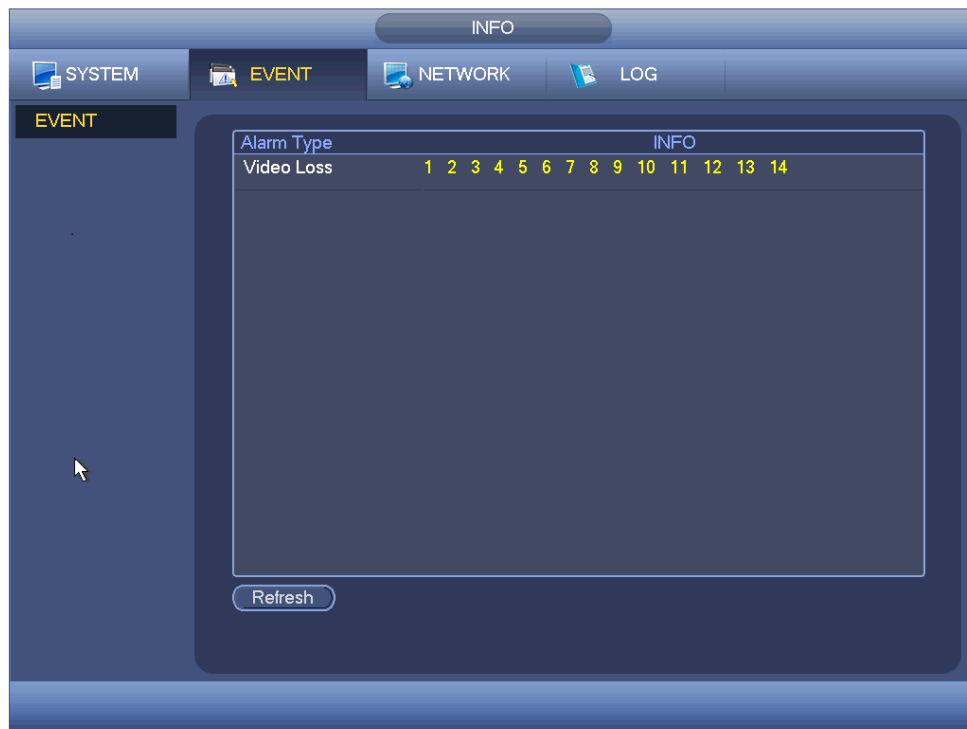 INFO
SYSTEM EVENT NETWORK LOG
EVENT
Alarm Type INFO
Video Loss 1 2 3 4 5 6 7 8 9 10 11 12 13 14
Refresh